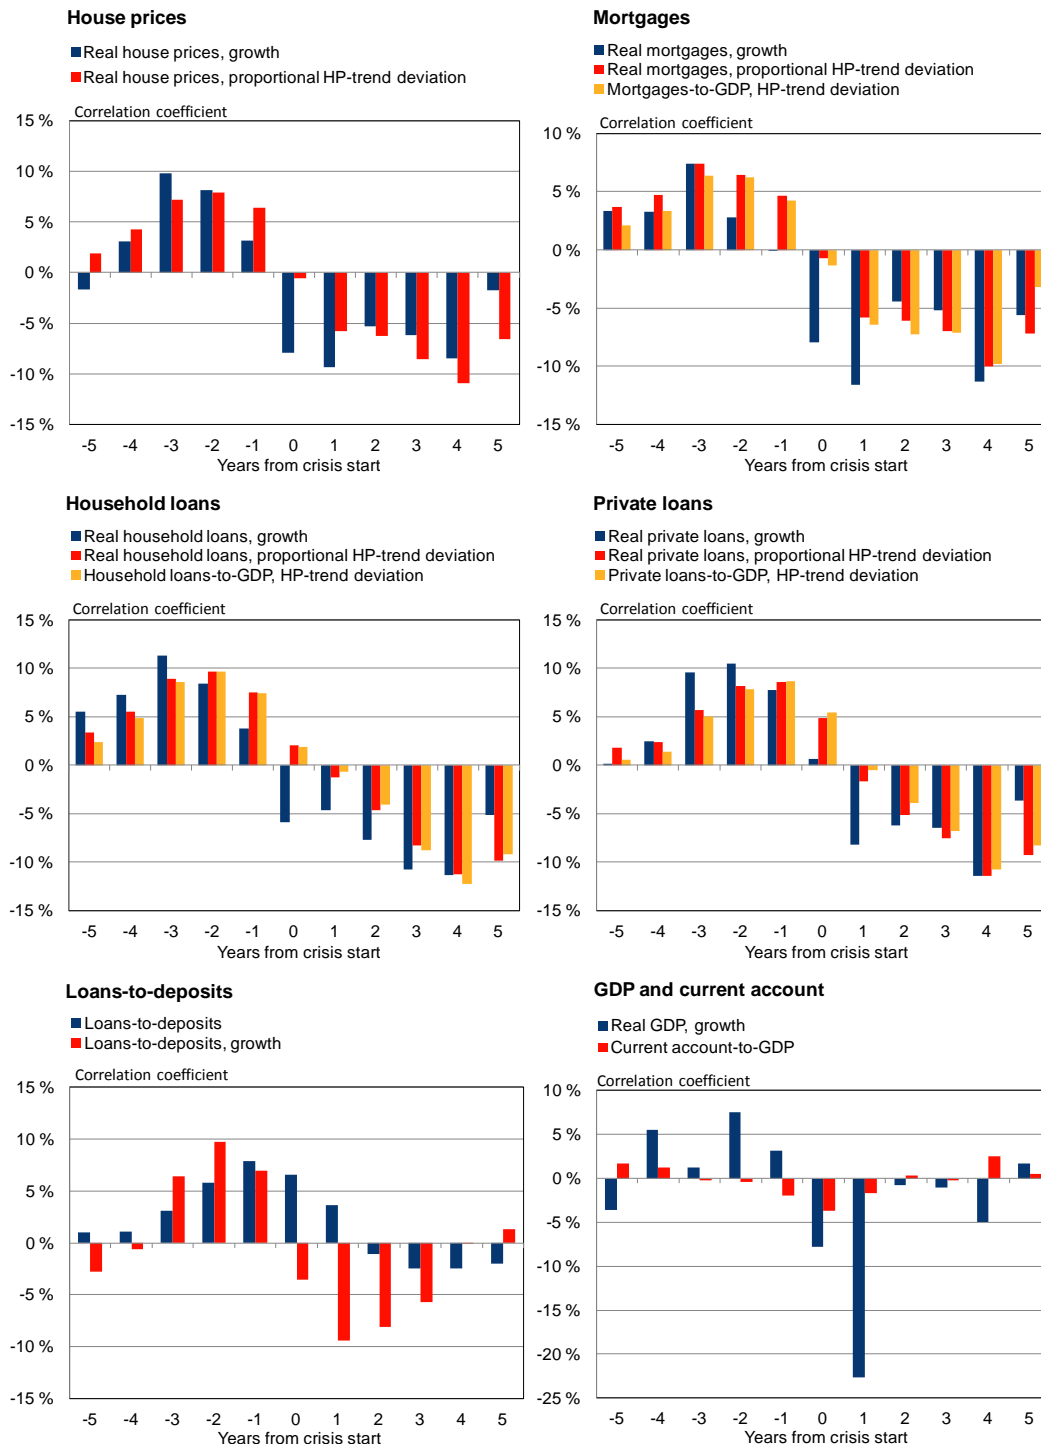 House prices
Real house prices, growth
Real house prices, proportional HP-trend deviation
Correlation coefficient
15 %
10 %
5 %
0 %
-5 %
-10 %
-15 %
-5 -4 -3 -2 -1 0 1 2 3 4 5
Years from crisis start
Mortgages
Real mortgages, growth
Real mortgages, proportional HP-trend deviation
Mortgages-to-GDP, HP-trend deviation
Correlation coefficient
10 %
5 %
0 %
-5 %
-10 %
-15 %
-5 -4 -3 -2 -1 0 1 2 3 4 5
Years from crisis start
Household loans
Real household loans, growth
Real household loans, proportional HP-trend deviation
Household loans-to-GDP, HP-trend deviation
Correlation coefficient
15 %
10 %
5 %
0 %
-5 %
-10 %
-15 %
-5 -4 -3 -2 -1 0 1 2 3 4 5
Years from crisis start
Private loans
Real private loans, growth
Real private loans, proportional HP-trend deviation
Private loans-to-GDP, HP-trend deviation
Correlation coefficient
15 %
10 %
5 %
0 %
-5 %
-10 %
-15 %
-5 -4 -3 -2 -1 0 1 2 3 4 5
Years from crisis start
Loans-to-deposits
Loans-to-deposits
Loans-to-deposits, growth
Correlation coefficient
15 %
10 %
5 %
0 %
-5 %
-10 %
-15 %
-5 -4 -3 -2 -1 0 1 2 3 4 5
Years from crisis start
GDP and current account
Real GDP, growth
Current account-to-GDP
Correlation coefficient
10 %
5 %
0 %
-5 %
-10 %
-15 %
-20 %
-25 %
-5 -4 -3 -2 -1 0 1 2 3 4 5
Years from crisis start